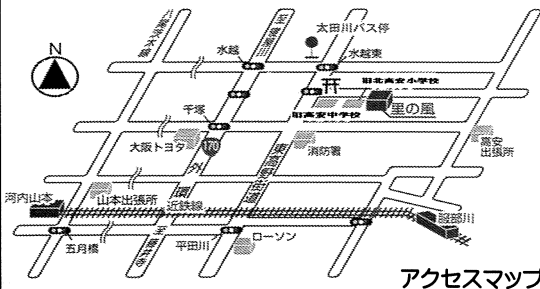 N
太田川バス停
水越
水越東
旧北高安小学校
里の風
旧高安中学校
千塚
大阪トヨタ
170
外環
消防署
高安
出張所
河内山本
山本出張所
近鉄線
服部川
五月橋
平田川
ローソン
アクセスマップ